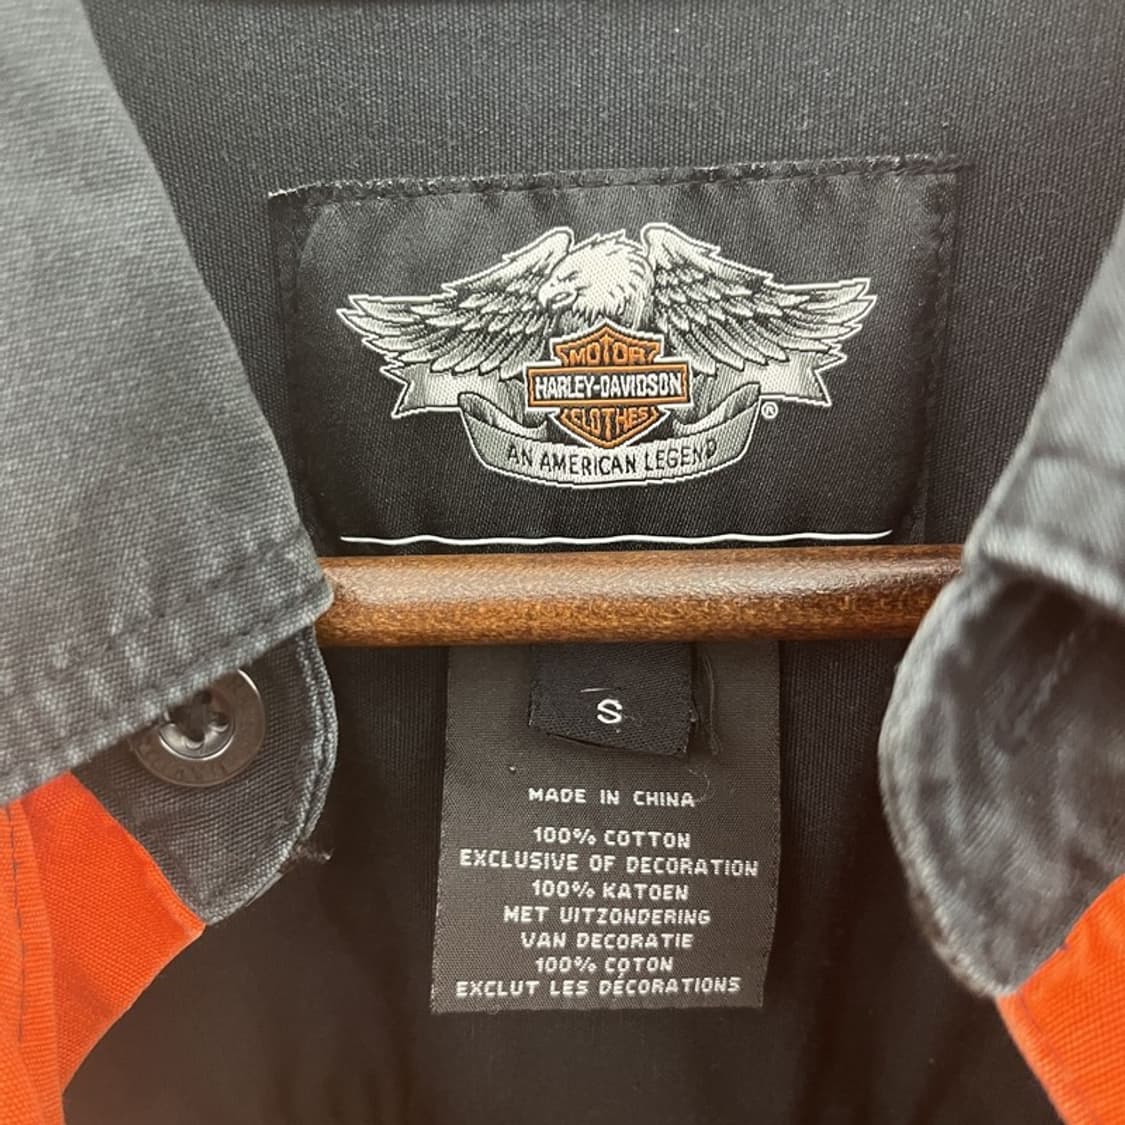 MOTOR
HARLEY-DAVIDSON
CLOTHES
®
AN AMERICAN LEGEND
S
MADE IN CHINA
100% COTTON
EXCLUSIVE OF DECORATION
100% KATOEN
MET UITZONDERING
VAN DECORATIE
100% COTON
EXCLUT LES DÉCORATIONS